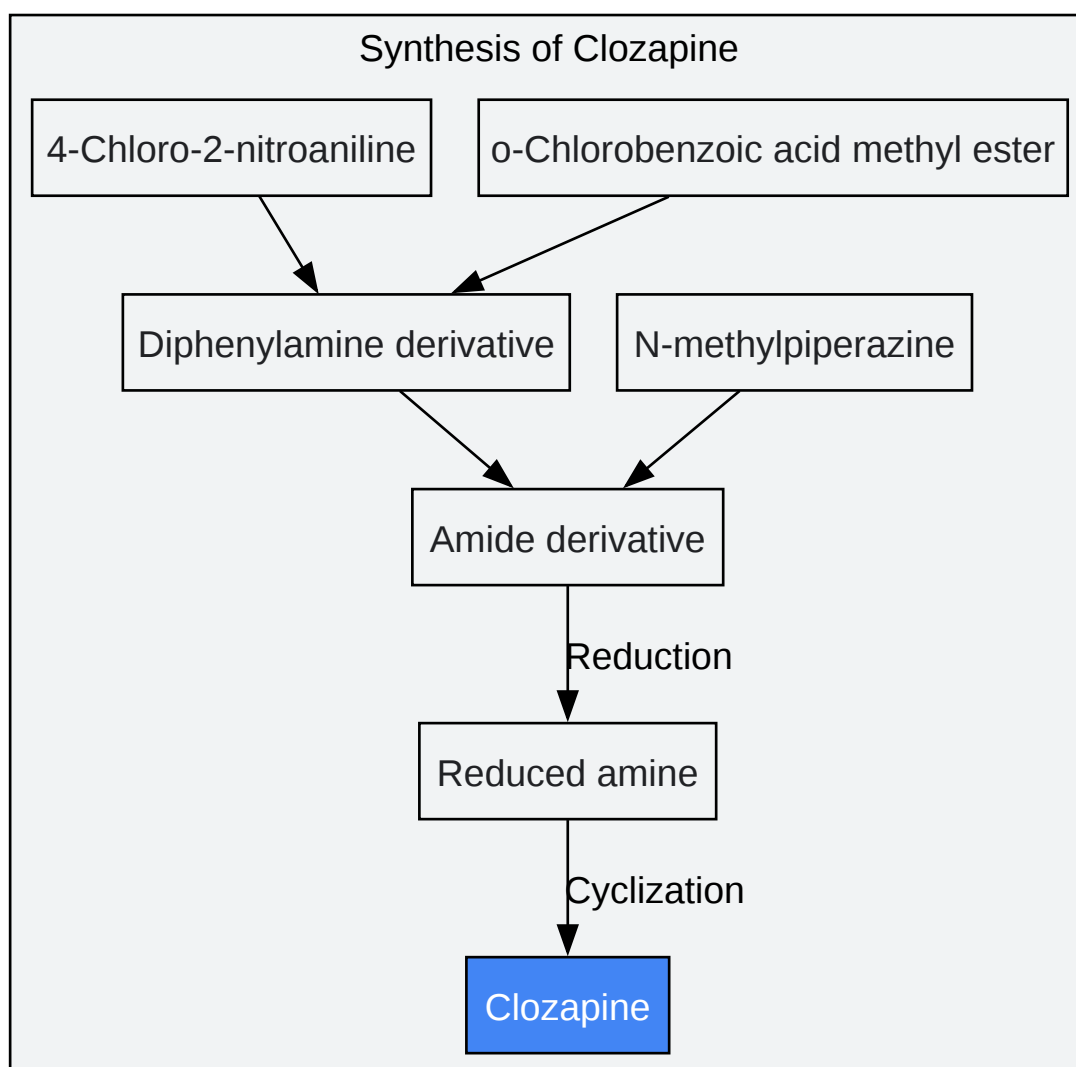 Synthesis of Clozapine
4-Chloro-2-nitroaniline
o-Chlorobenzoic acid methyl ester
Diphenylamine derivative
N-methylpiperazine
Amide derivative
Reduction
Reduced amine
Cyclization
Clozapine